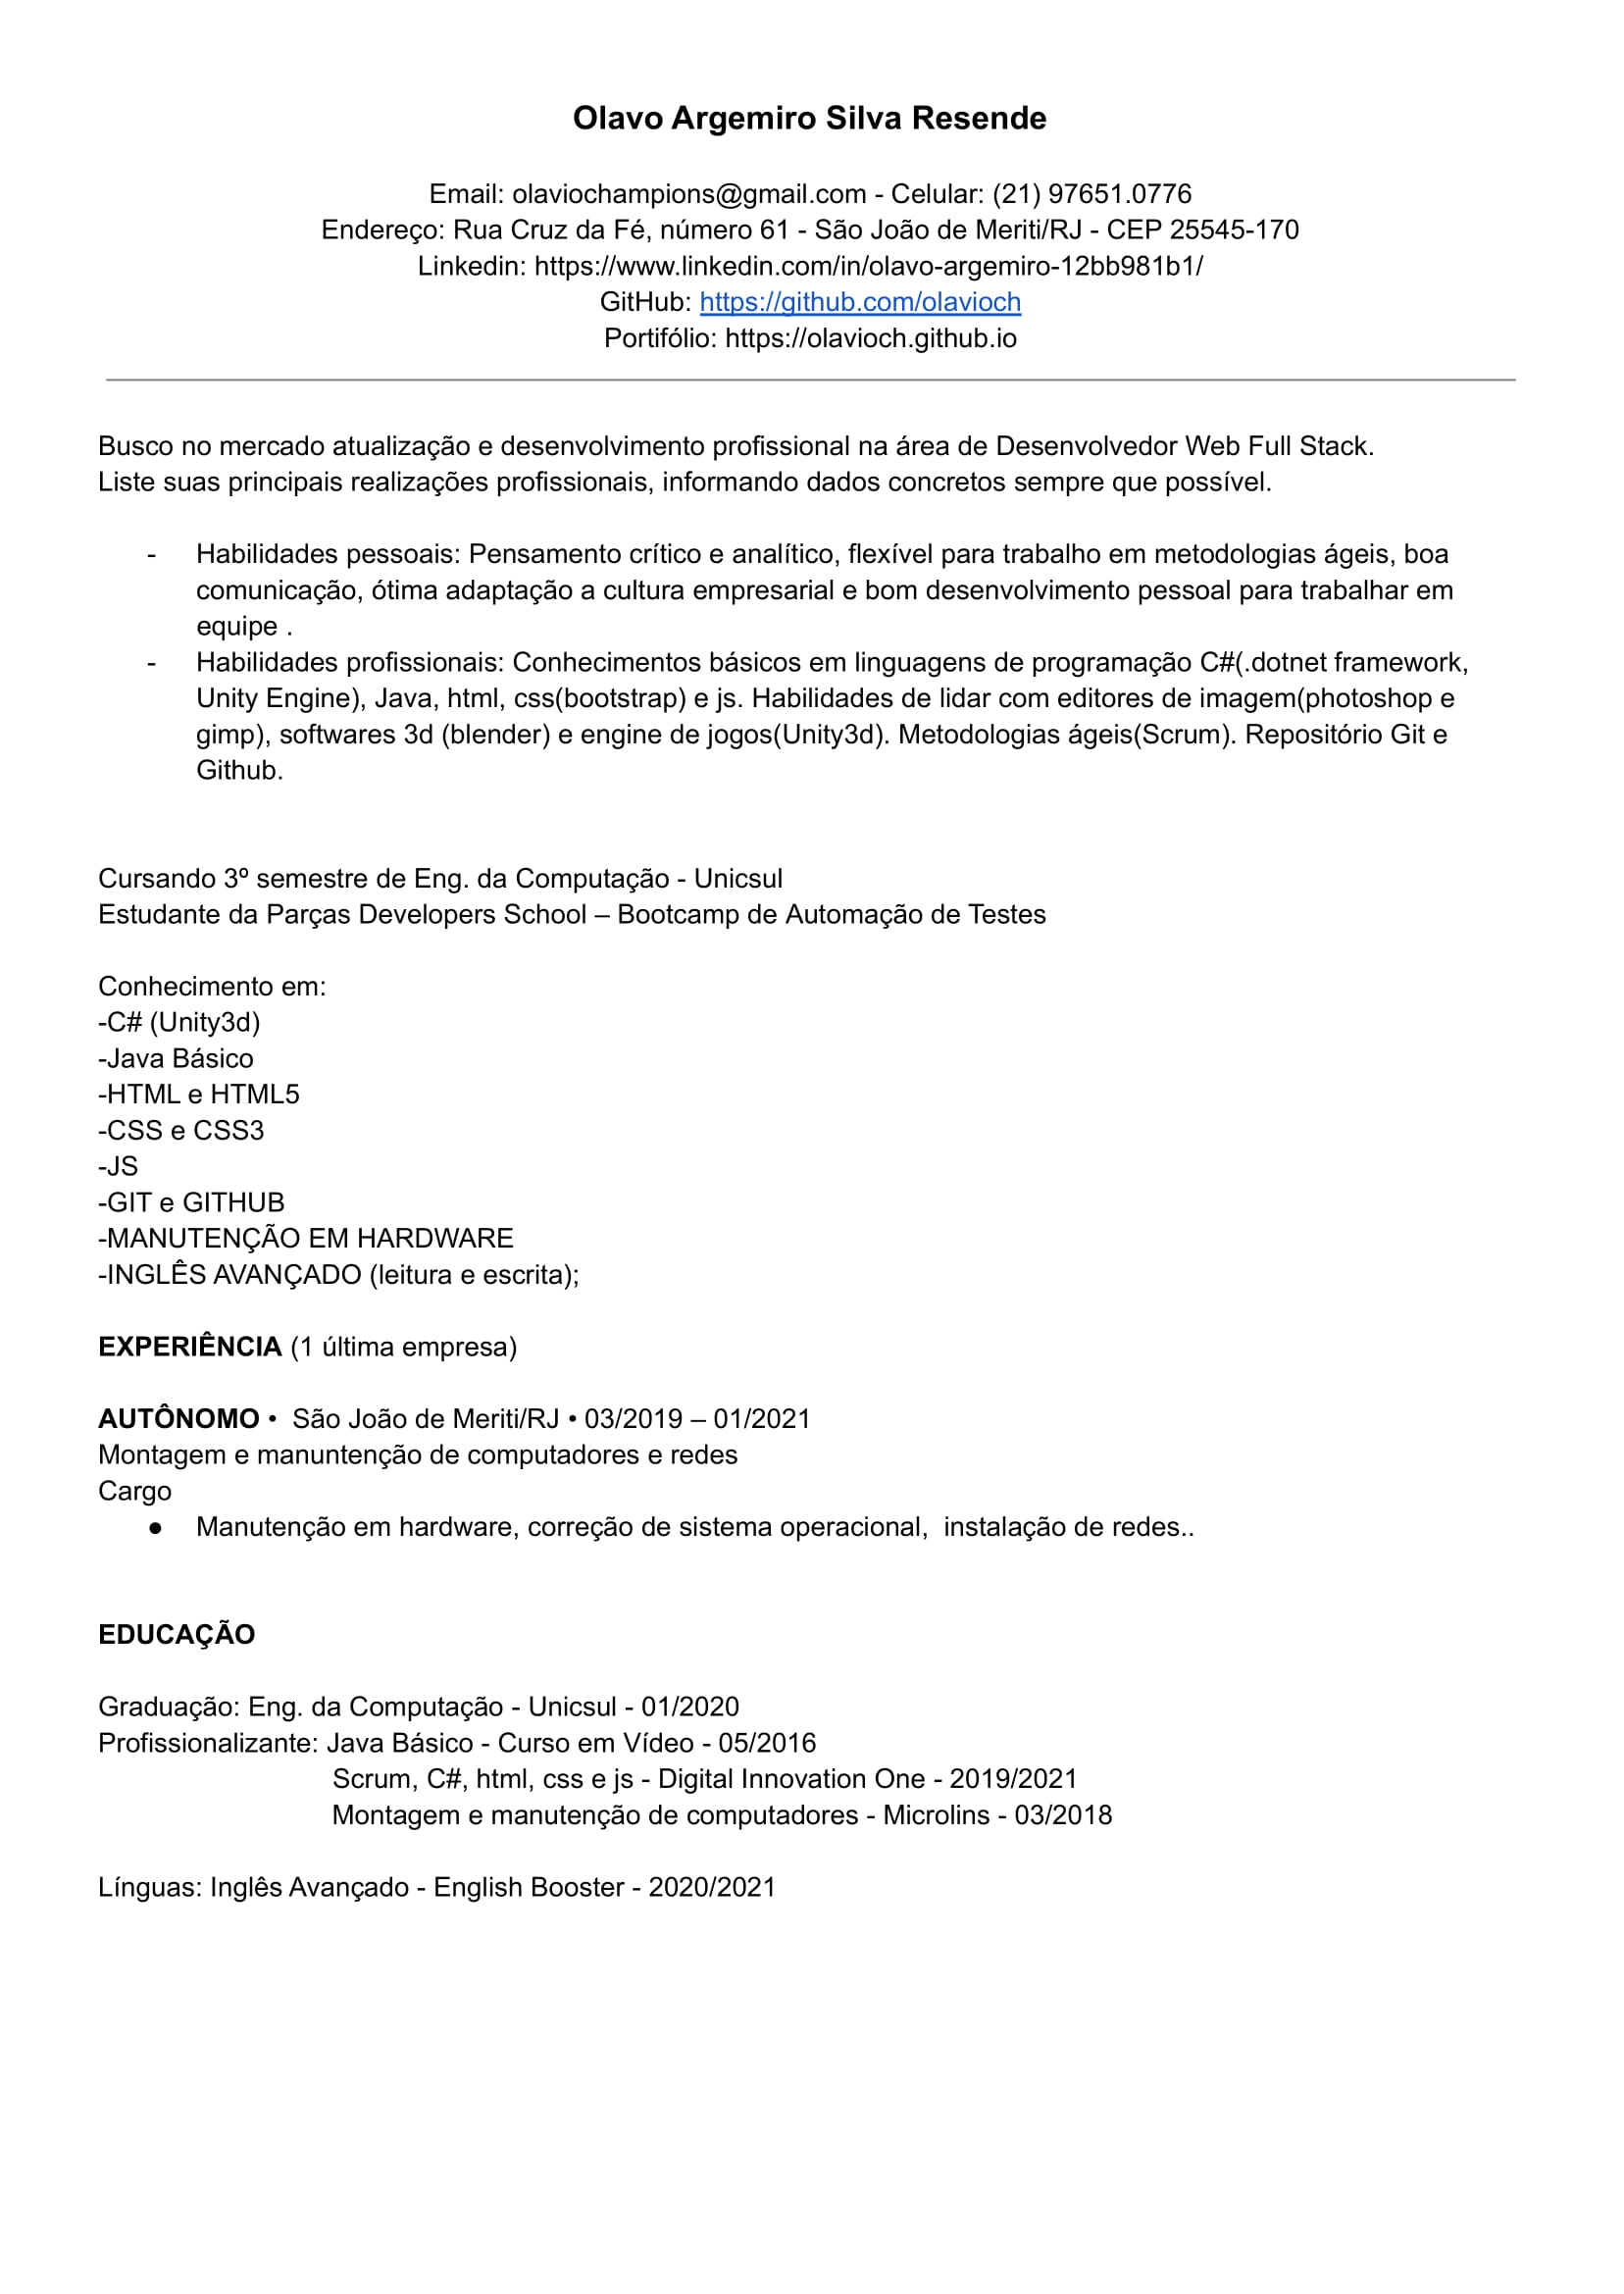 Olavo Argemiro Silva Resende
Email: olaviochampions@gmail.com - Celular: (21) 97651.0776
Endereço: Rua Cruz da Fé, número 61 - São João de Meriti/RJ - CEP 25545-170
Linkedin: https://www.linkedin.com/in/olavo-argemiro-12bb981b1/
GitHub: https://github.com/olavioch
Portifólio: https://olavioch.github.io
Busco no mercado atualização e desenvolvimento profissional na área de Desenvolvedor Web Full Stack.
Liste suas principais realizações profissionais, informando dados concretos sempre que possível.
- Habilidades pessoais: Pensamento crítico e analítico, flexível para trabalho em metodologias ágeis, boa
comunicação, ótima adaptação a cultura empresarial e bom desenvolvimento pessoal para trabalhar em
equipe .
- Habilidades profissionais: Conhecimentos básicos em linguagens de programação C#(.dotnet framework,
Unity Engine), Java, html, css(bootstrap) e js. Habilidades de lidar com editores de imagem(photoshop e
gimp), softwares 3d (blender) e engine de jogos(Unity3d). Metodologias ágeis(Scrum). Repositório Git e
Github.
Cursando 3º semestre de Eng. da Computação - Unicsul
Estudante da Parças Developers School – Bootcamp de Automação de Testes
Conhecimento em:
-C# (Unity3d)
-Java Básico
-HTML e HTML5
-CSS e CSS3
-JS
-GIT e GITHUB
-MANUTENÇÃO EM HARDWARE
-INGLÊS AVANÇADO (leitura e escrita);
EXPERIÊNCIA (1 última empresa)
AUTÔNOMO • São João de Meriti/RJ • 03/2019 – 01/2021
Montagem e manuntenção de computadores e redes
Cargo
● Manutenção em hardware, correção de sistema operacional, instalação de redes..
EDUCAÇÃO
Graduação: Eng. da Computação - Unicsul - 01/2020
Profissionalizante: Java Básico - Curso em Vídeo - 05/2016
Scrum, C#, html, css e js - Digital Innovation One - 2019/2021
Montagem e manutenção de computadores - Microlins - 03/2018
Línguas: Inglês Avançado - English Booster - 2020/2021